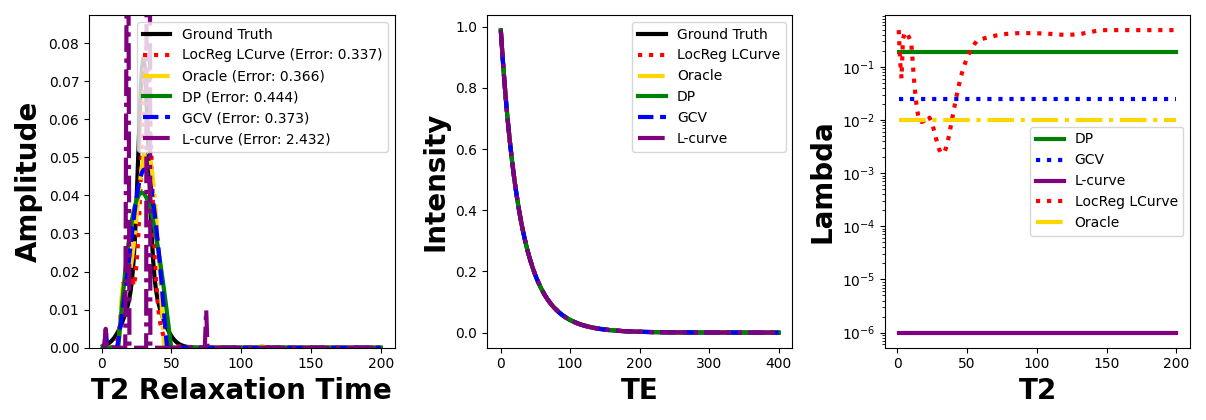 Amplitude
0.08
0.07
0.06
0.05
0.04
0.03
0.02
0.01
0.00
Ground Truth
LocReg LCurve (Error: 0.337)
Oracle (Error: 0.366)
DP (Error: 0.444)
GCV (Error: 0.373)
L-curve (Error: 2.432)
0 50 100 150 200
T2 Relaxation Time
Intensity
1.0
0.8
0.6
0.4
0.2
0.0
Ground Truth
LocReg LCurve
Oracle
DP
GCV
L-curve
0 100 200 300 400
TE
Lambda
10⁻¹
10⁻²
10⁻³
10⁻⁴
10⁻⁵
10⁻⁶
DP
GCV
L-curve
LocReg LCurve
Oracle
0 50 100 150 200
T2